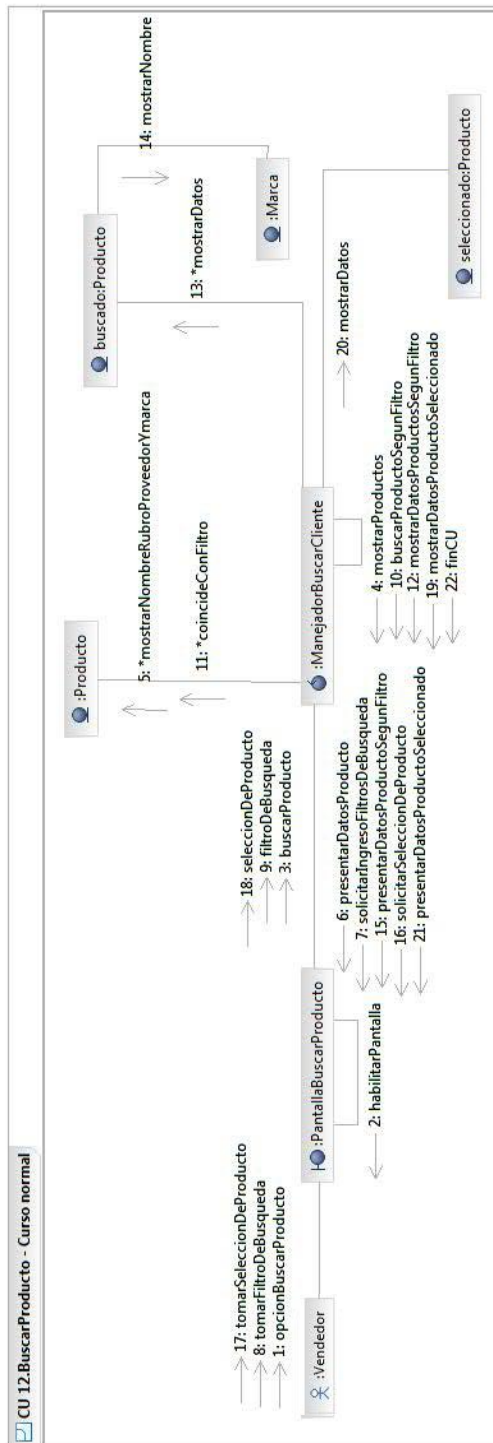 CU 12.BuscarProducto - Curso normal
17: tomarSeleccionDeProducto
8: tomarFiltroDeBusqueda
1: opcionBuscarProducto
:Vendedor
:PantallaBuscarProducto
2: habilitarPantalla
18: seleccionDeProducto
9: filtroDeBusqueda
3: buscarProducto
6: presentarDatosProducto
7: solicitarIngresoFiltrosDeBusqueda
15: presentarDatosProductoSegunFiltro
16: solicitarSeleccionDeProducto
21: presentarDatosProductoSeleccionado
:Producto
5: *mostrarNombreRubroProveedorYmarca
11: *coincideConFiltro
:ManejadorBuscarCliente
4: mostrarProductos
10: buscarProductoSegunFiltro
12: mostrarDatosProductosSegunFiltro
19: mostrarDatosProductoSeleccionado
22: finCU
buscado:Producto
13: *mostrarDatos
14: mostrarNombre
:Marca
20: mostrarDatos
seleccionado:Producto